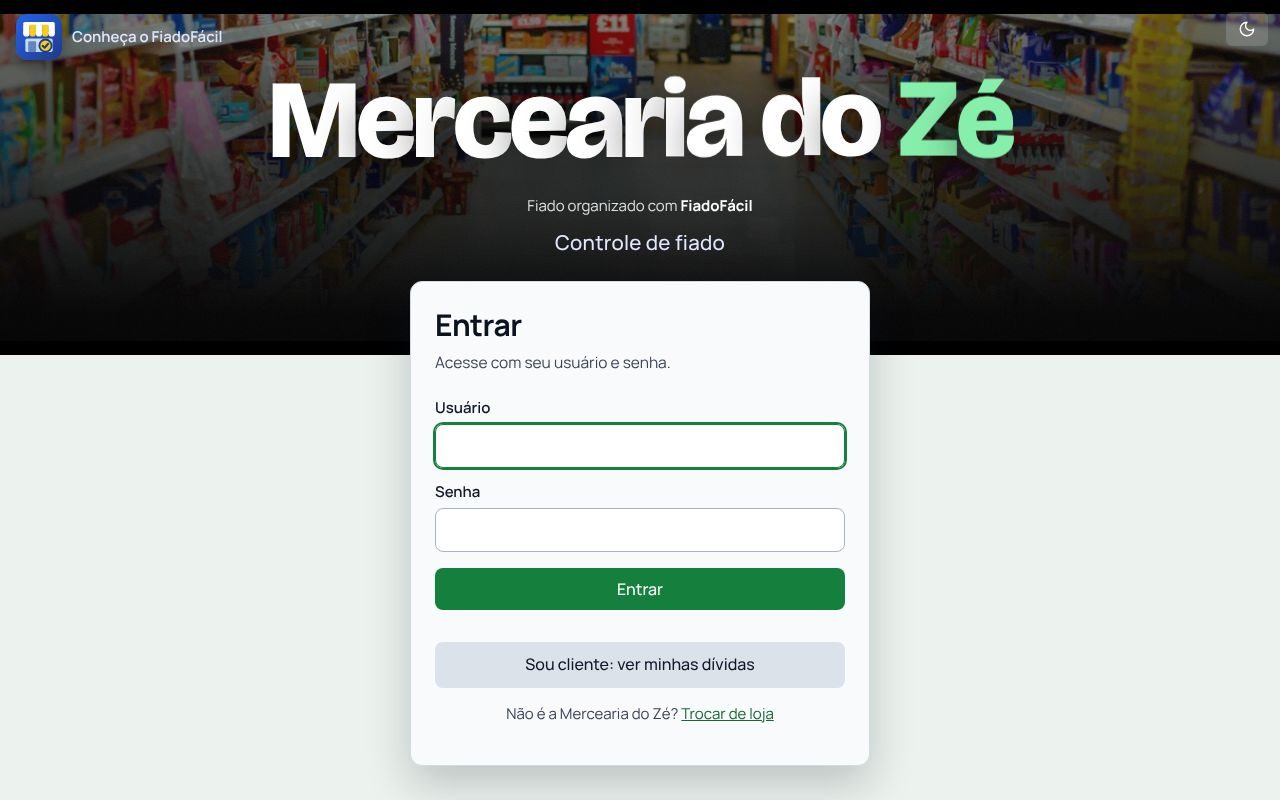 Conheça o FiadoFácil
£11
Mercearia do Zé
Fiado organizado com FiadoFácil
Controle de fiado
Entrar
Acesse com seu usuário e senha.
Usuário
Senha
Entrar
Sou cliente: ver minhas dívidas
Não é a Mercearia do Zé? Trocar de loja